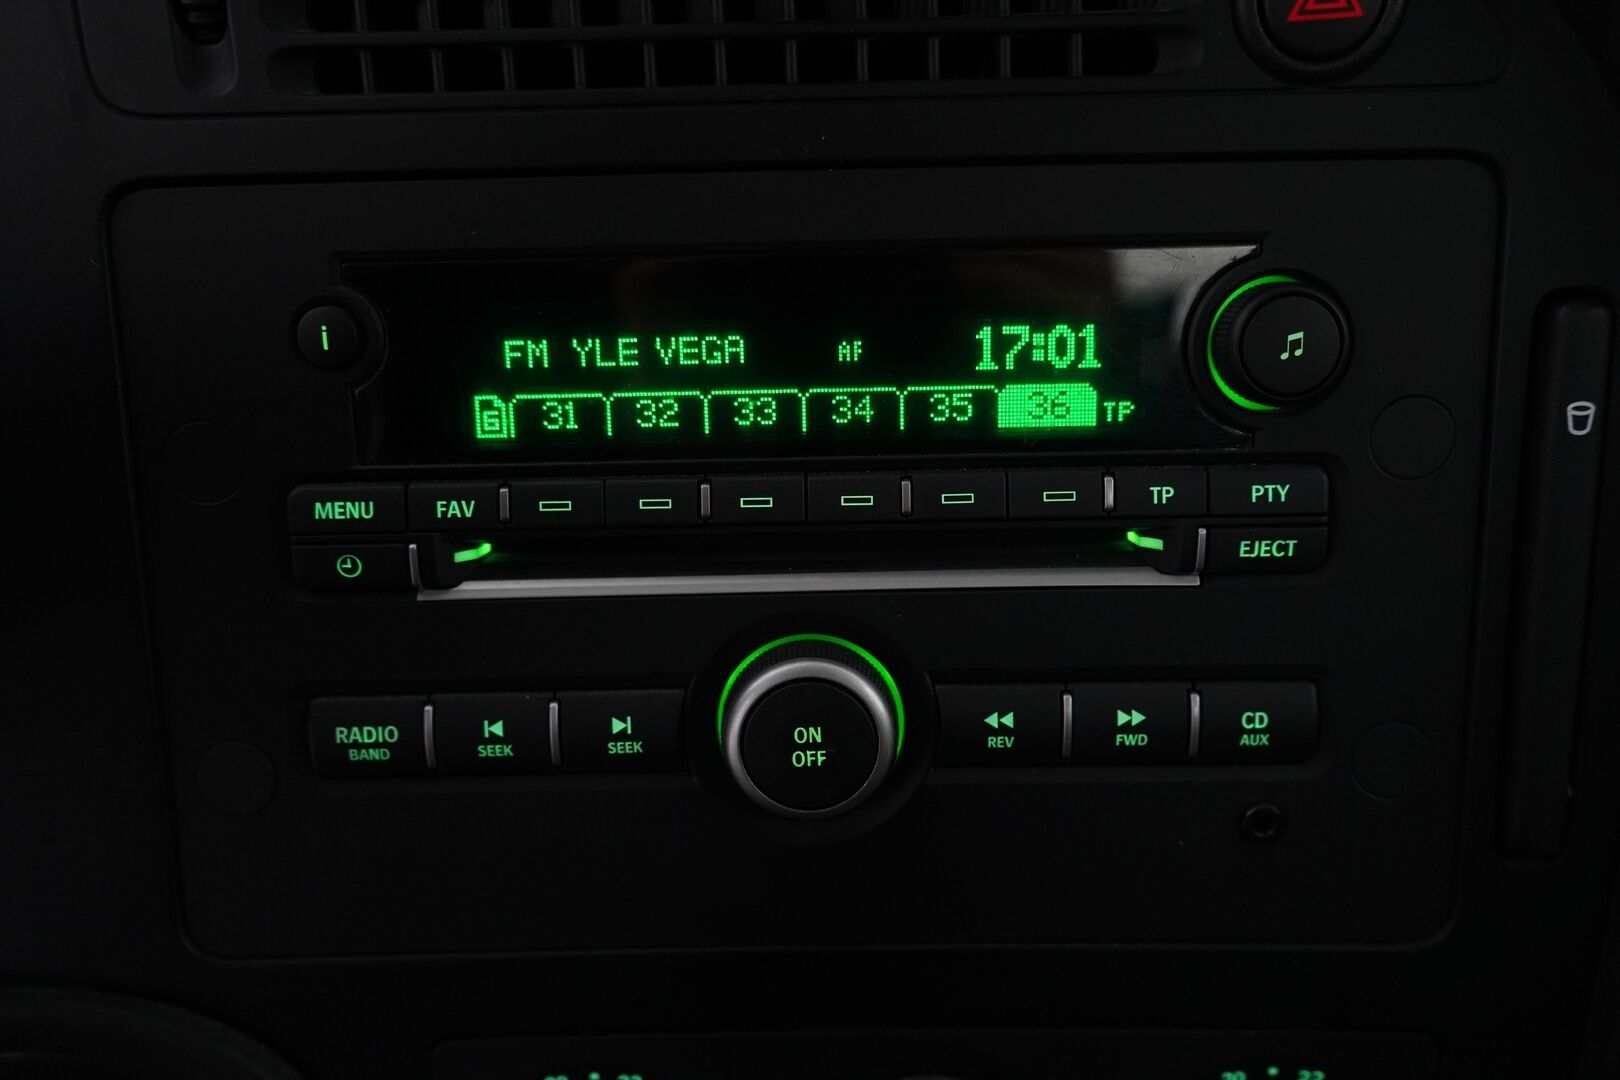 i
FM YLE VEGA AF 17:01
6 31 32 33 34 35 36 TP
MENU FAV TP PTY
EJECT
RADIO BAND
SEEK
SEEK
ON OFF
REV
FWD
CD AUX